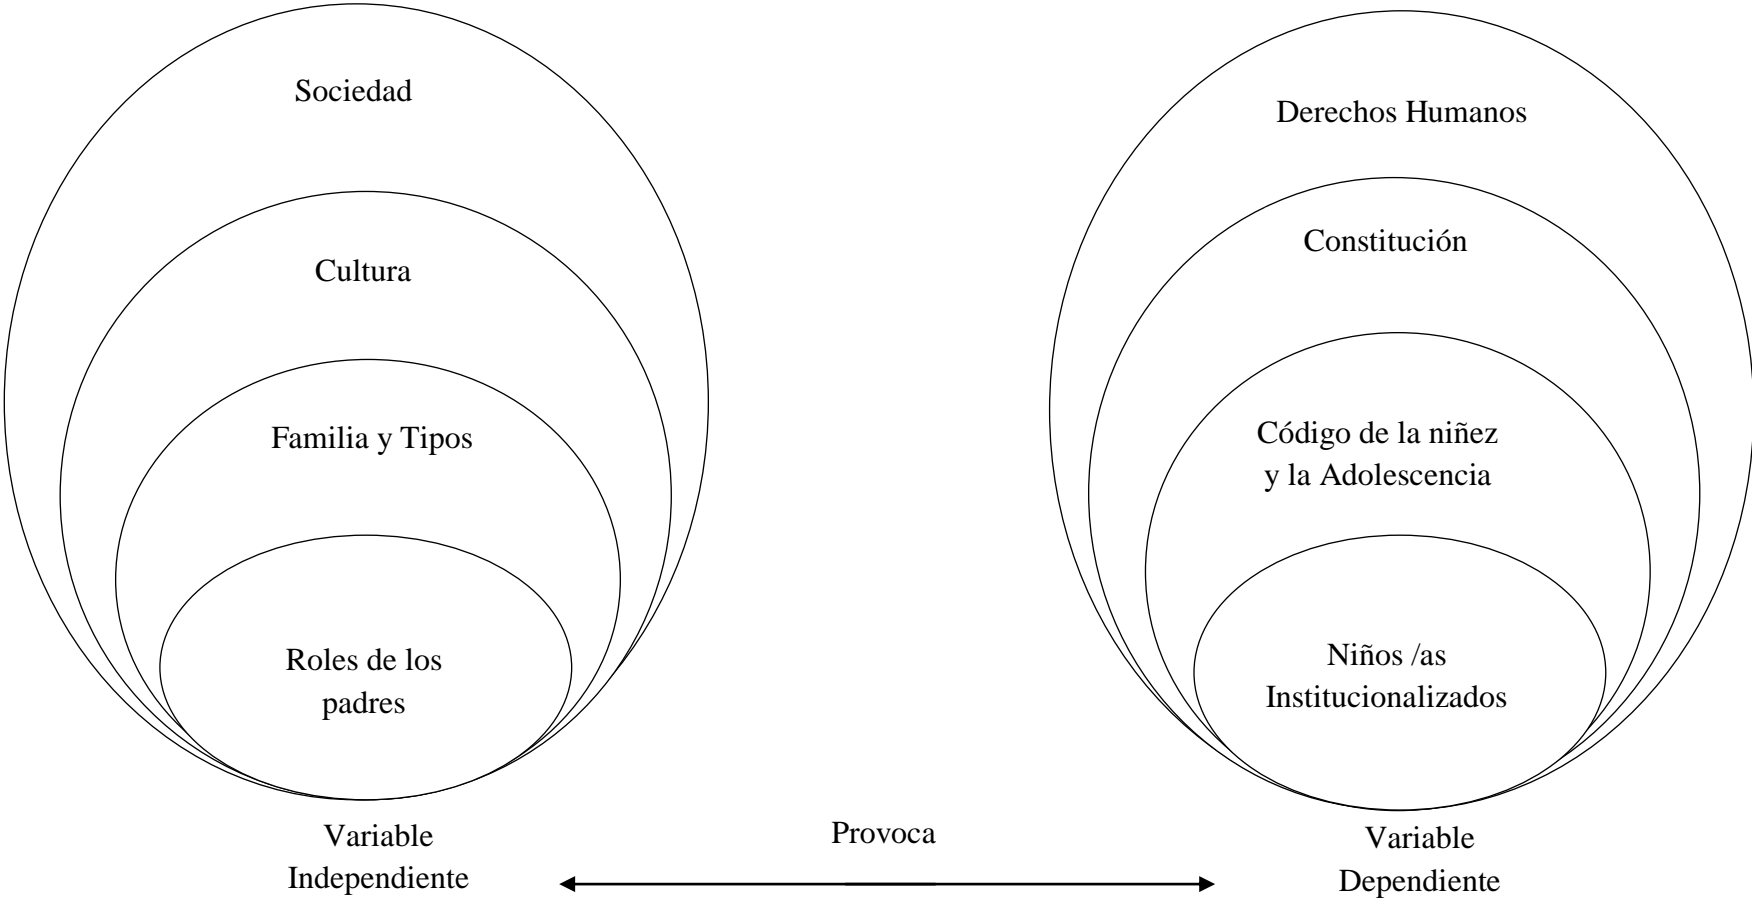 Sociedad
Cultura
Familia y Tipos
Roles de los
padres
Variable
Independiente
Provoca
Derechos Humanos
Constitución
Código de la niñez
y la Adolescencia
Niños /as
Institucionalizados
Variable
Dependiente